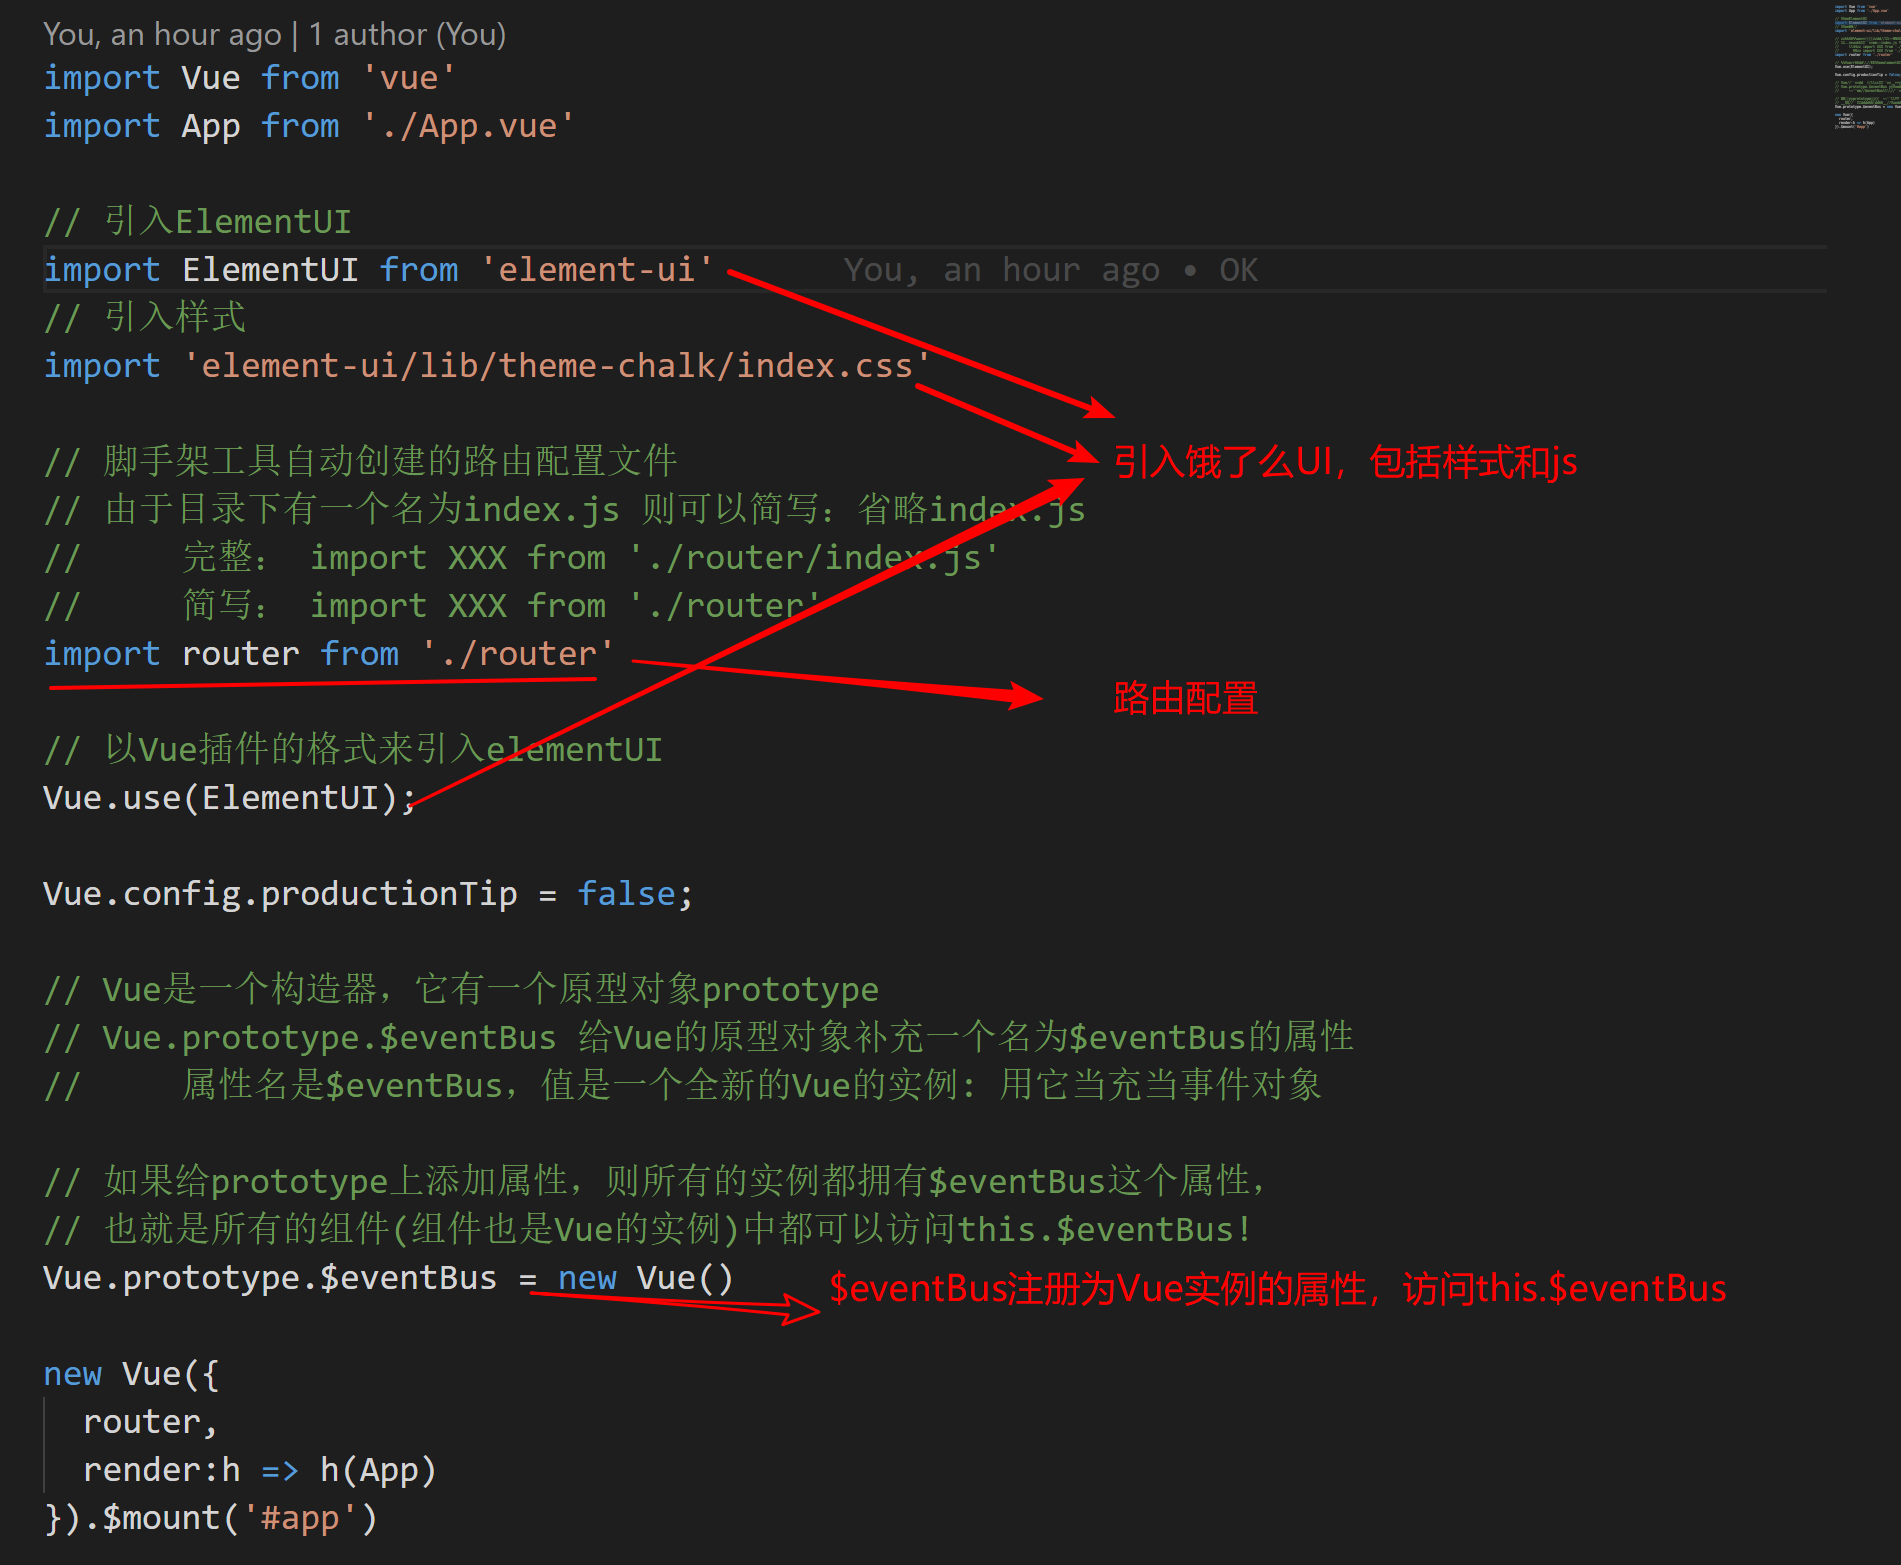 You, an hour ago | 1 author (You)
import Vue from 'vue'
import App from './App.vue'
// 引入ElementUI
import ElementUI from 'element-ui' You, an hour ago • OK
// 引入样式
import 'element-ui/lib/theme-chalk/index.css'
引入饿了么UI，包括样式和js
// 脚手架工具自动创建的路由配置文件
// 由于目录下有一个名为index.js 则可以简写：省略index.js
//     完整： import XXX from './router/index.js'
//     简写： import XXX from './router'
import router from './router'
路由配置
// 以Vue插件的格式来引入elementUI
Vue.use(ElementUI);
Vue.config.productionTip = false;
// Vue是一个构造器，它有一个原型对象prototype
// Vue.prototype.$eventBus 给Vue的原型对象补充一个名为$eventBus的属性
//     属性名是$eventBus，值是一个全新的Vue的实例：用它当充当事件对象
// 如果给prototype上添加属性，则所有的实例都拥有$eventBus这个属性，
// 也就是所有的组件(组件也是Vue的实例)中都可以访问this.$eventBus!
Vue.prototype.$eventBus = new Vue()
$eventBus注册为Vue实例的属性，访问this.$eventBus
new Vue({
  router,
  render:h => h(App)
}).$mount('#app')